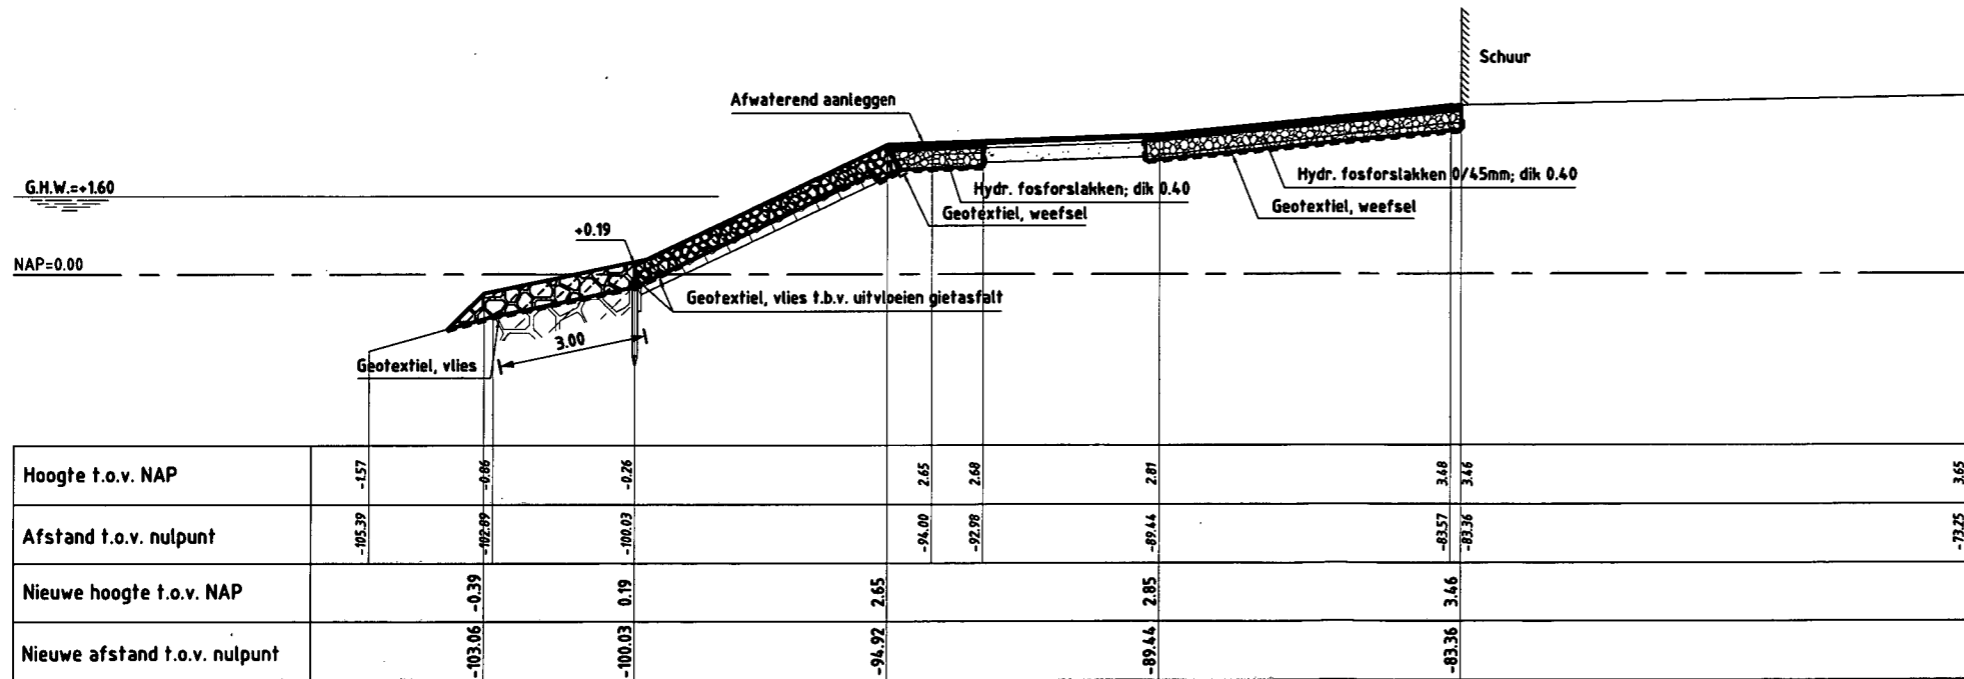 Schuur
Afwaterend aanleggen
G.H.W.=+1.60
Hydr. fosforslakken 0/45mm; dik 0.40
Hydr. fosforslakken; dik 0.40
Geotextiel, weefsel
Geotextiel, weefsel
+0.19
NAP=0.00
Geotextiel, vlies t.b.v. uitvloeien gietasfalt
3.00
Geotextiel, vlies
Hoogte t.o.v. NAP -1.57 -0.86 -0.26 2.65 2.68 2.81 3.48 3.46 3.65
Afstand t.o.v. nulpunt -105.39 -102.89 -100.03 -94.00 -92.98 -89.44 -83.57 -83.36 -73.25
Nieuwe hoogte t.o.v. NAP -0.39 0.19 2.65 2.85 3.46
Nieuwe afstand t.o.v. nulpunt -103.06 -100.03 -94.92 -89.44 -83.36